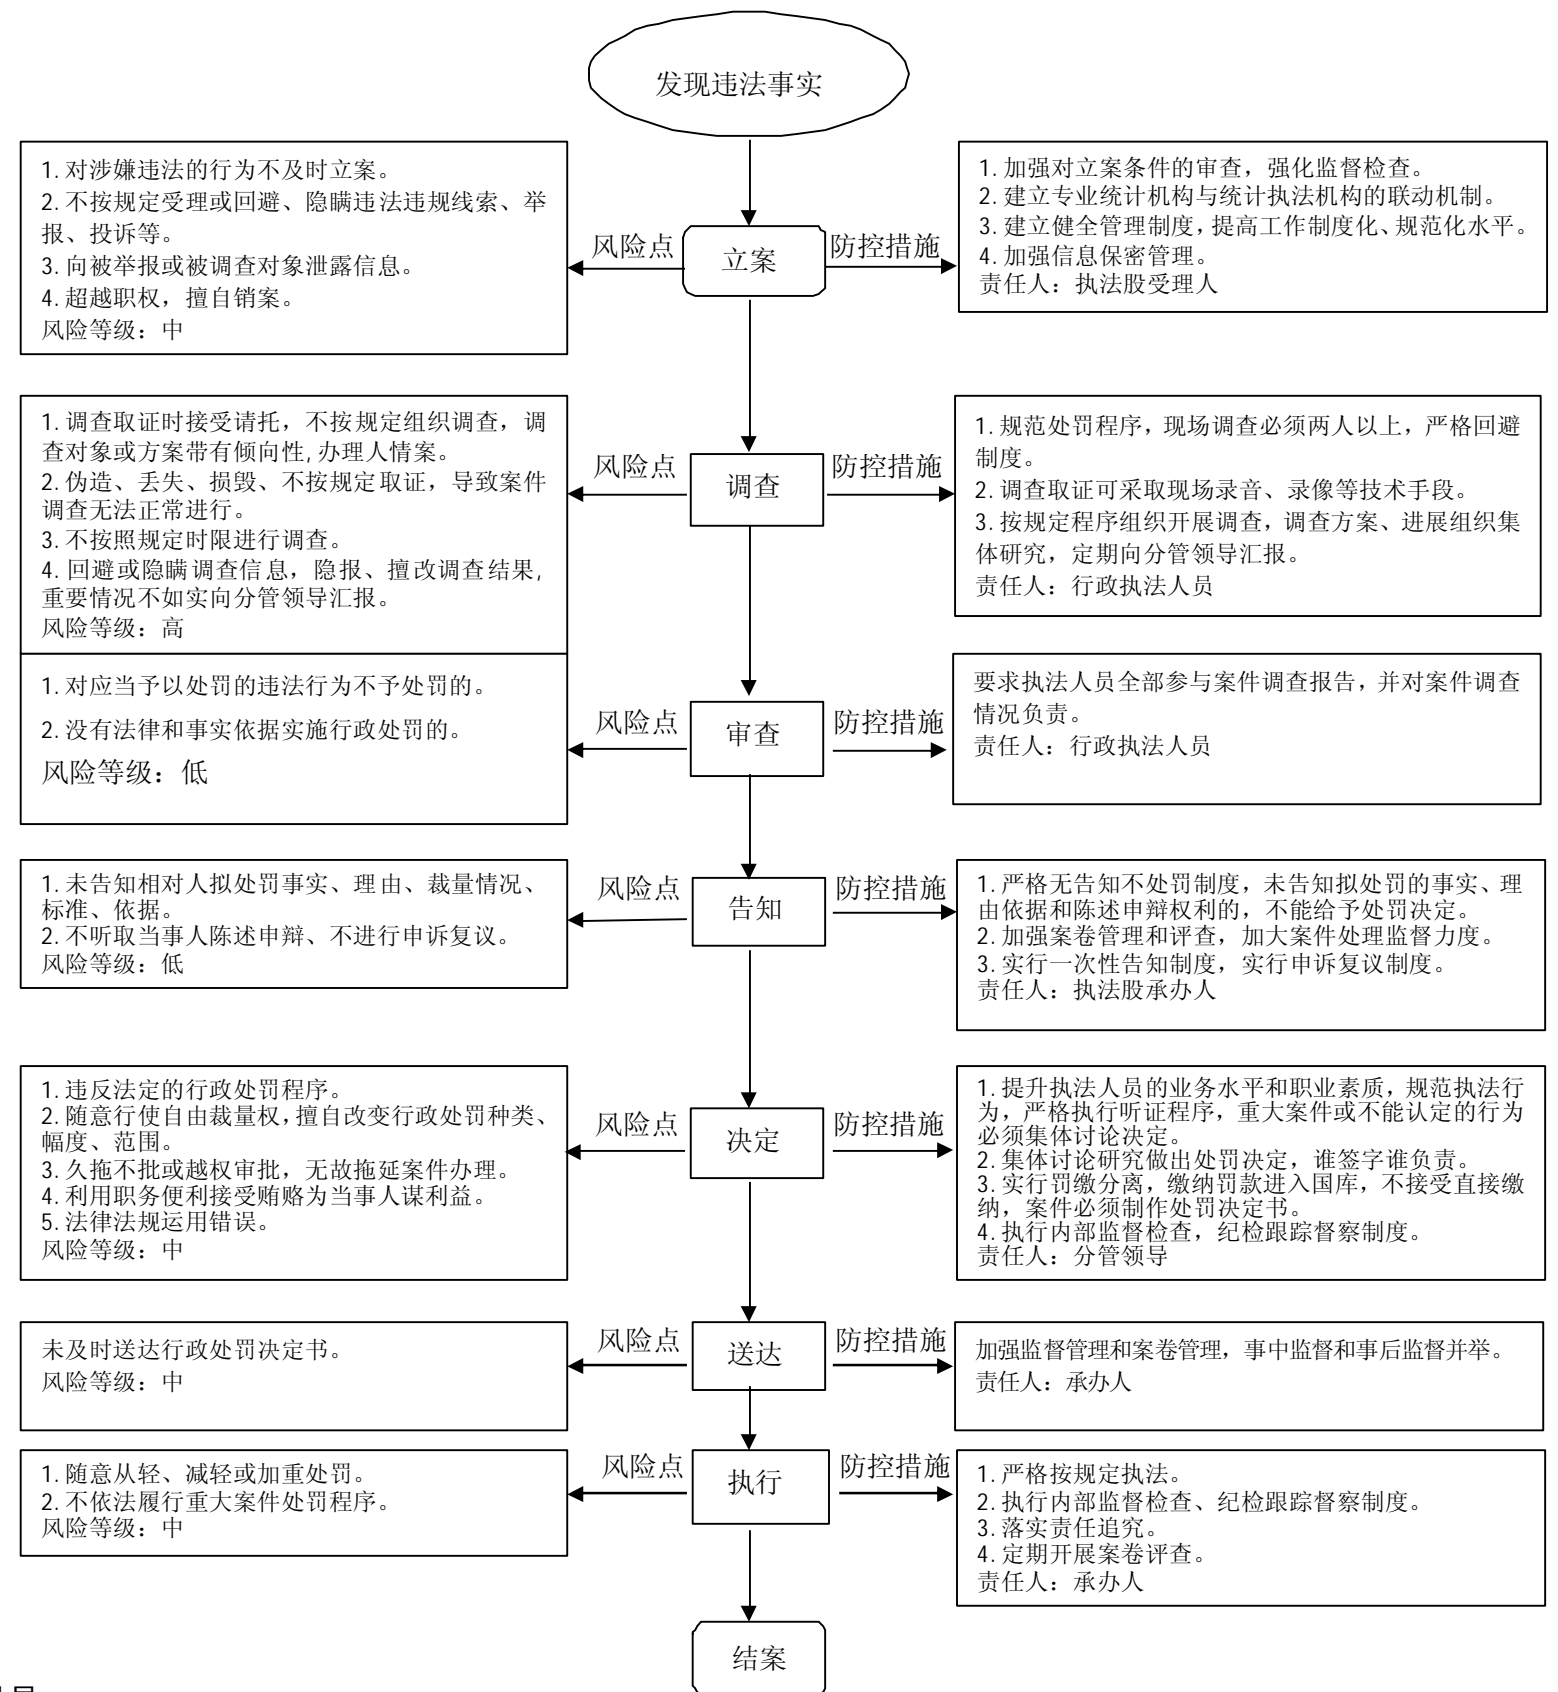 发现违法事实
1. 对涉嫌违法的行为不及时立案。
2. 不按规定受理或回避、隐瞒违法违规线索、举
报、投诉等。
3. 向被举报或被调查对象泄露信息。
4. 超越职权，擅自销案。
风险等级：中
风险点
立案
防控措施
1. 加强对立案条件的审查，强化监督检查。
2. 建立专业统计机构与统计执法机构的联动机制。
3. 建立健全管理制度，提高工作制度化、规范化水平。
4. 加强信息保密管理。
责任人：执法股受理人
1. 调查取证时接受请托，不按规定组织调查，调
查对象或方案带有倾向性,办理人情案。
2. 伪造、丢失、损毁、不按规定取证，导致案件
调查无法正常进行。
3. 不按照规定时限进行调查。
4. 回避或隐瞒调查信息，隐报、擅改调查结果,
重要情况不如实向分管领导汇报。
风险等级：高
风险点
调查
防控措施
1. 规范处罚程序，现场调查必须两人以上，严格回避
制度。
2. 调查取证可采取现场录音、录像等技术手段。
3. 按规定程序组织开展调查，调查方案、进展组织集
体研究，定期向分管领导汇报。
责任人：行政执法人员
1. 对应当予以处罚的违法行为不予处罚的。
2. 没有法律和事实依据实施行政处罚的。
风险等级：低
风险点
审查
防控措施
要求执法人员全部参与案件调查报告，并对案件调查
情况负责。
责任人：行政执法人员
1. 未告知相对人拟处罚事实、理由、裁量情况、
标准、依据。
2. 不听取当事人陈述申辩、不进行申诉复议。
风险等级：低
风险点
告知
防控措施
1. 严格无告知不处罚制度，未告知拟处罚的事实、理
由依据和陈述申辩权利的，不能给予处罚决定。
2. 加强案卷管理和评查，加大案件处理监督力度。
3. 实行一次性告知制度，实行申诉复议制度。
责任人：执法股承办人
1. 违反法定的行政处罚程序。
2. 随意行使自由裁量权，擅自改变行政处罚种类、
幅度、范围。
3. 久拖不批或越权审批，无故拖延案件办理。
4. 利用职务便利接受贿赂为当事人谋利益。
5. 法律法规运用错误。
风险等级：中
风险点
决定
防控措施
1. 提升执法人员的业务水平和职业素质，规范执法行
为，严格执行听证程序，重大案件或不能认定的行为
必须集体讨论决定。
2. 集体讨论研究做出处罚决定，谁签字谁负责。
3. 实行罚缴分离，缴纳罚款进入国库，不接受直接缴
纳，案件必须制作处罚决定书。
4. 执行内部监督检查，纪检跟踪督察制度。
责任人：分管领导
未及时送达行政处罚决定书。
风险等级：中
风险点
送达
防控措施
加强监督管理和案卷管理，事中监督和事后监督并举。
责任人：承办人
1. 随意从轻、减轻或加重处罚。
2. 不依法履行重大案件处罚程序。
风险等级：中
风险点
执行
防控措施
1. 严格按规定执法。
2. 执行内部监督检查、纪检跟踪督察制度。
3. 落实责任追究。
4. 定期开展案卷评查。
责任人：承办人
结案